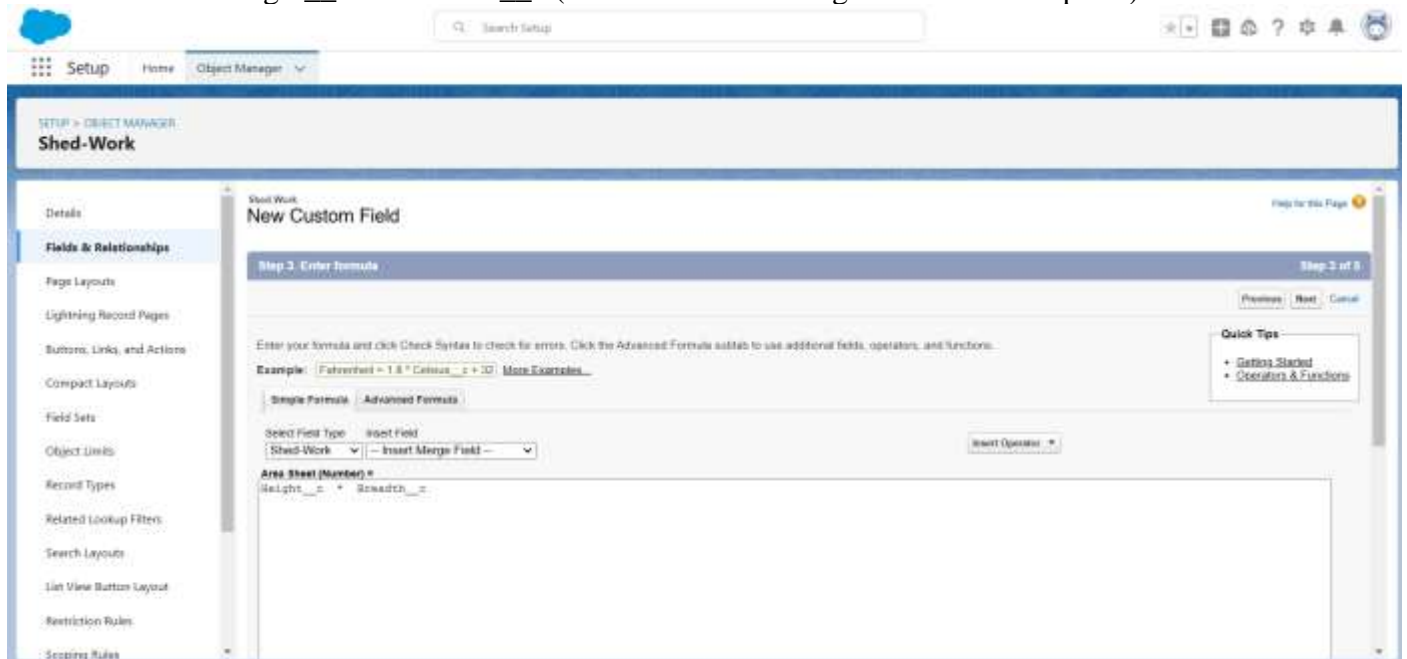 Search Setup
Setup Home Object Manager
SETUP > OBJECT MANAGER
Shed-Work
Details
Fields & Relationships
Page Layouts
Lightning Record Pages
Buttons, Links, and Actions
Compact Layouts
Field Sets
Object Limits
Record Types
Related Lookup Filters
Search Layouts
List View Button Layout
Restriction Rules
Scoping Rules
Shed-Work
New Custom Field
Help for this Page
Step 3. Enter formula Step 3 of 5
Previous Next Cancel
Enter your formula and click Check Syntax to check for errors. Click the Advanced Formula subtab to use additional fields, operators, and functions.
Example: Fahrenheit = 1.8 * Celsius__c + 32 More Examples...
Quick Tips
Getting Started
Operators & Functions
Simple Formula Advanced Formula
Select Field Type Insert Field
Shed-Work -- Insert Merge Field --
Insert Operator
Area Sheet (Number) =
Height__c * Breadth__c